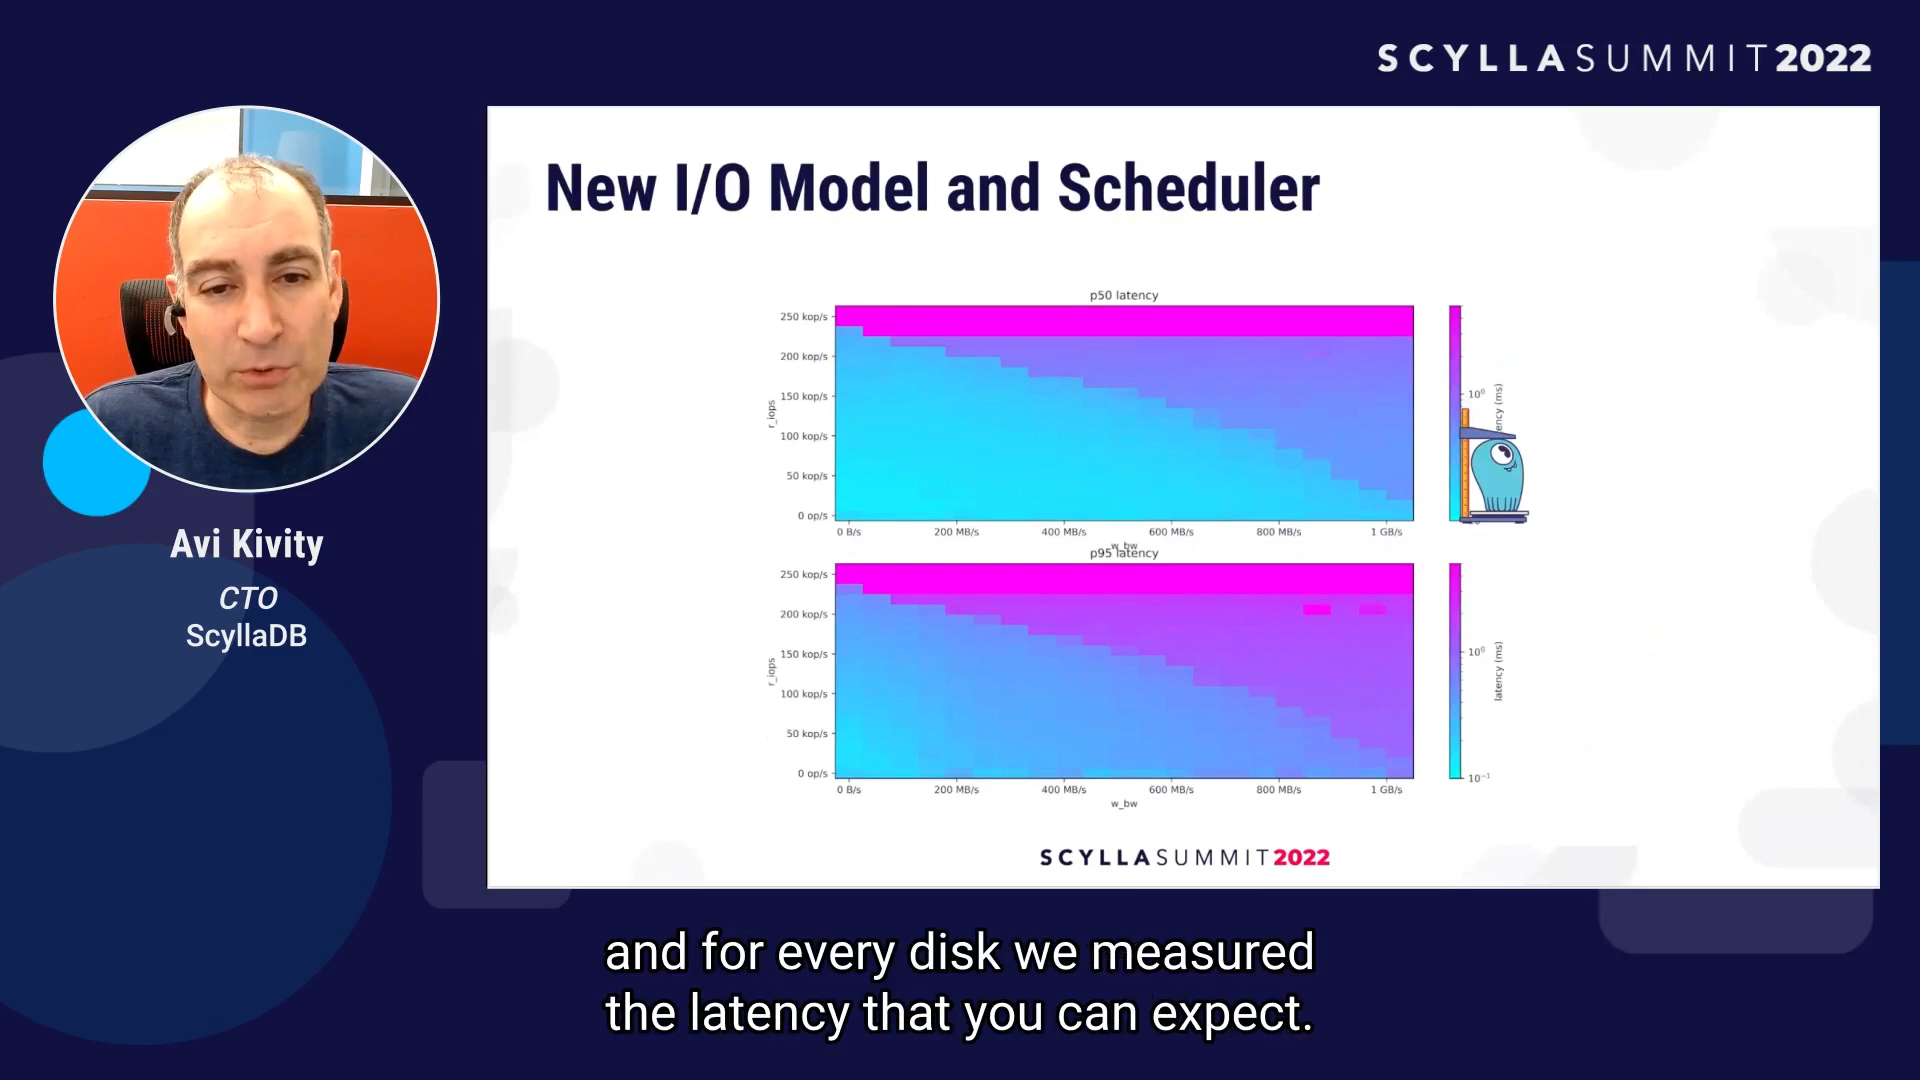 SCYLLASUMMIT2022
Avi Kivity
CTO
ScyllaDB
New I/O Model and Scheduler
p50 latency
250 kop/s
200 kop/s
150 kop/s
100 kop/s
50 kop/s
0 op/s
r_iops
0 B/s
200 MB/s
400 MB/s
600 MB/s
800 MB/s
1 GB/s
w_bw
10⁰
ency (ms)
p95 latency
250 kop/s
200 kop/s
150 kop/s
100 kop/s
50 kop/s
0 op/s
r_iops
0 B/s
200 MB/s
400 MB/s
600 MB/s
800 MB/s
1 GB/s
w_bw
10⁰
10⁻¹
latency (ms)
SCYLLASUMMIT2022
and for every disk we measured
the latency that you can expect.